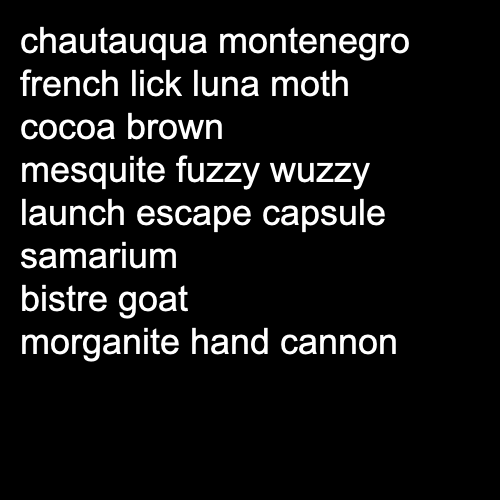 chautauqua montenegro
french lick luna moth
cocoa brown
mesquite fuzzy wuzzy
launch escape capsule
samarium
bistre goat
morganite hand cannon